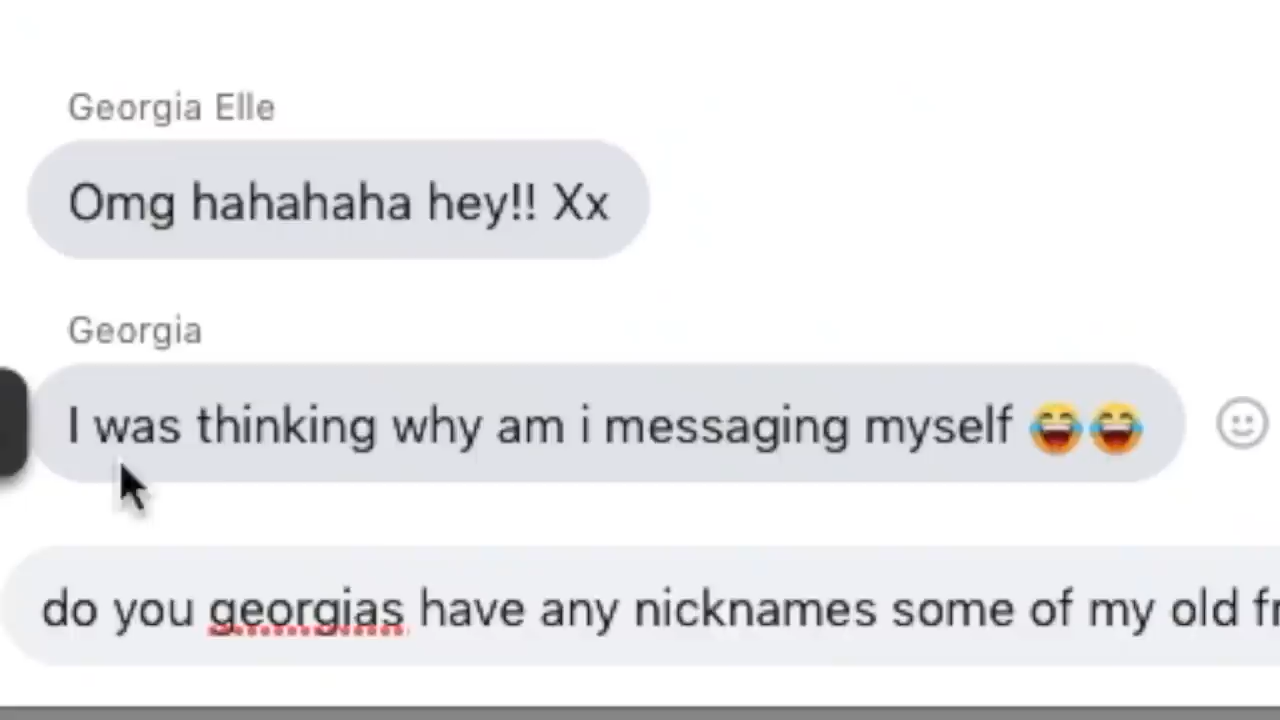 Georgia Elle
Omg hahahaha hey!! Xx
Georgia
I was thinking why am i messaging myself 😂😂
do you georgias have any nicknames some of my old